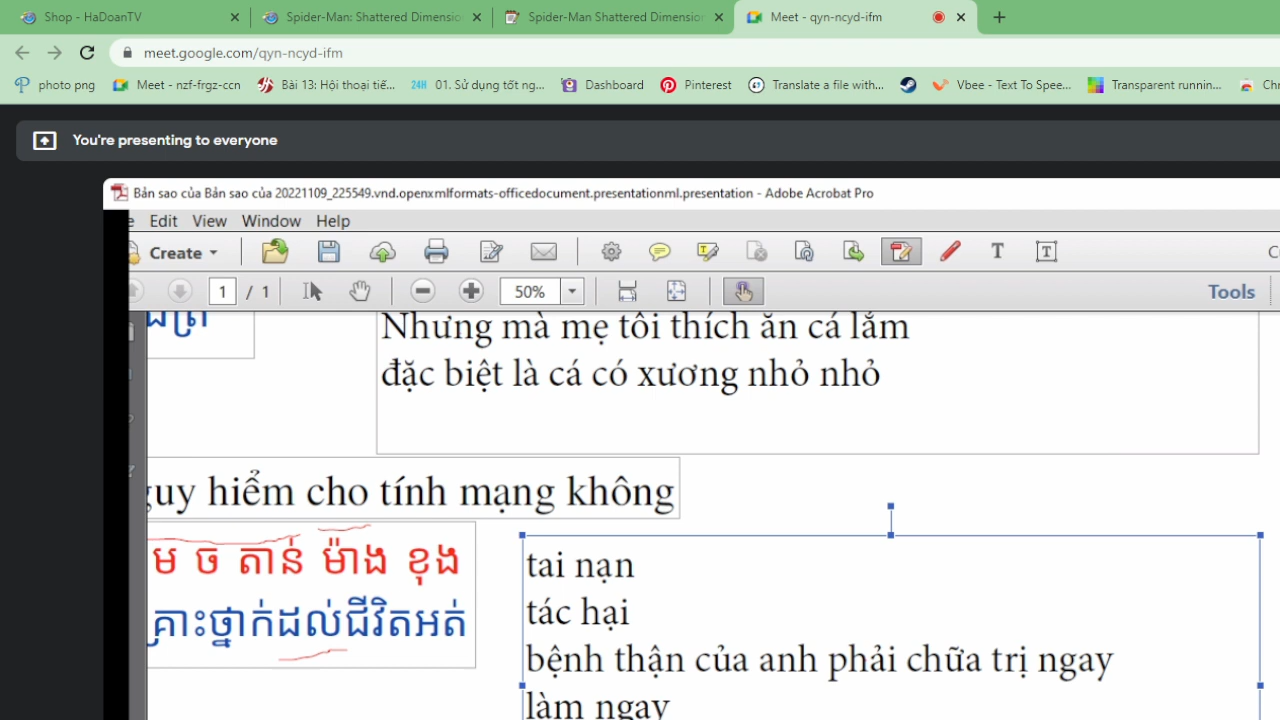 Shop - HaDoanTV
Spider-Man: Shattered Dimensio
Spider-Man Shattered Dimension
Meet - qyn-ncyd-ifm
meet.google.com/qyn-ncyd-ifm
photo png
Meet - nzf-frgz-ccn
Bài 13: Hội thoại tiế...
24H 01. Sử dụng tốt ng...
Dashboard
Pinterest
Translate a file with...
Vbee - Text To Spee...
Transparent runnin...
Chr
You're presenting to everyone
Bản sao của Bản sao của 20221109_225549.vnd.openxmlformats-officedocument.presentationml.presentation - Adobe Acrobat Pro
e Edit View Window Help
Create
T T
1 / 1
50%
Tools
Nhưng mà mẹ tôi thích ăn cá lắm
đặc biệt là cá có xương nhỏ nhỏ
guy hiểm cho tính mạng không
ម ច តាន់ ម៉ាង ខុង
គ្រោះថ្នាក់ដល់ជីវិតអត់
tai nạn
tác hại
bệnh thận của anh phải chữa trị ngay
làm ngay